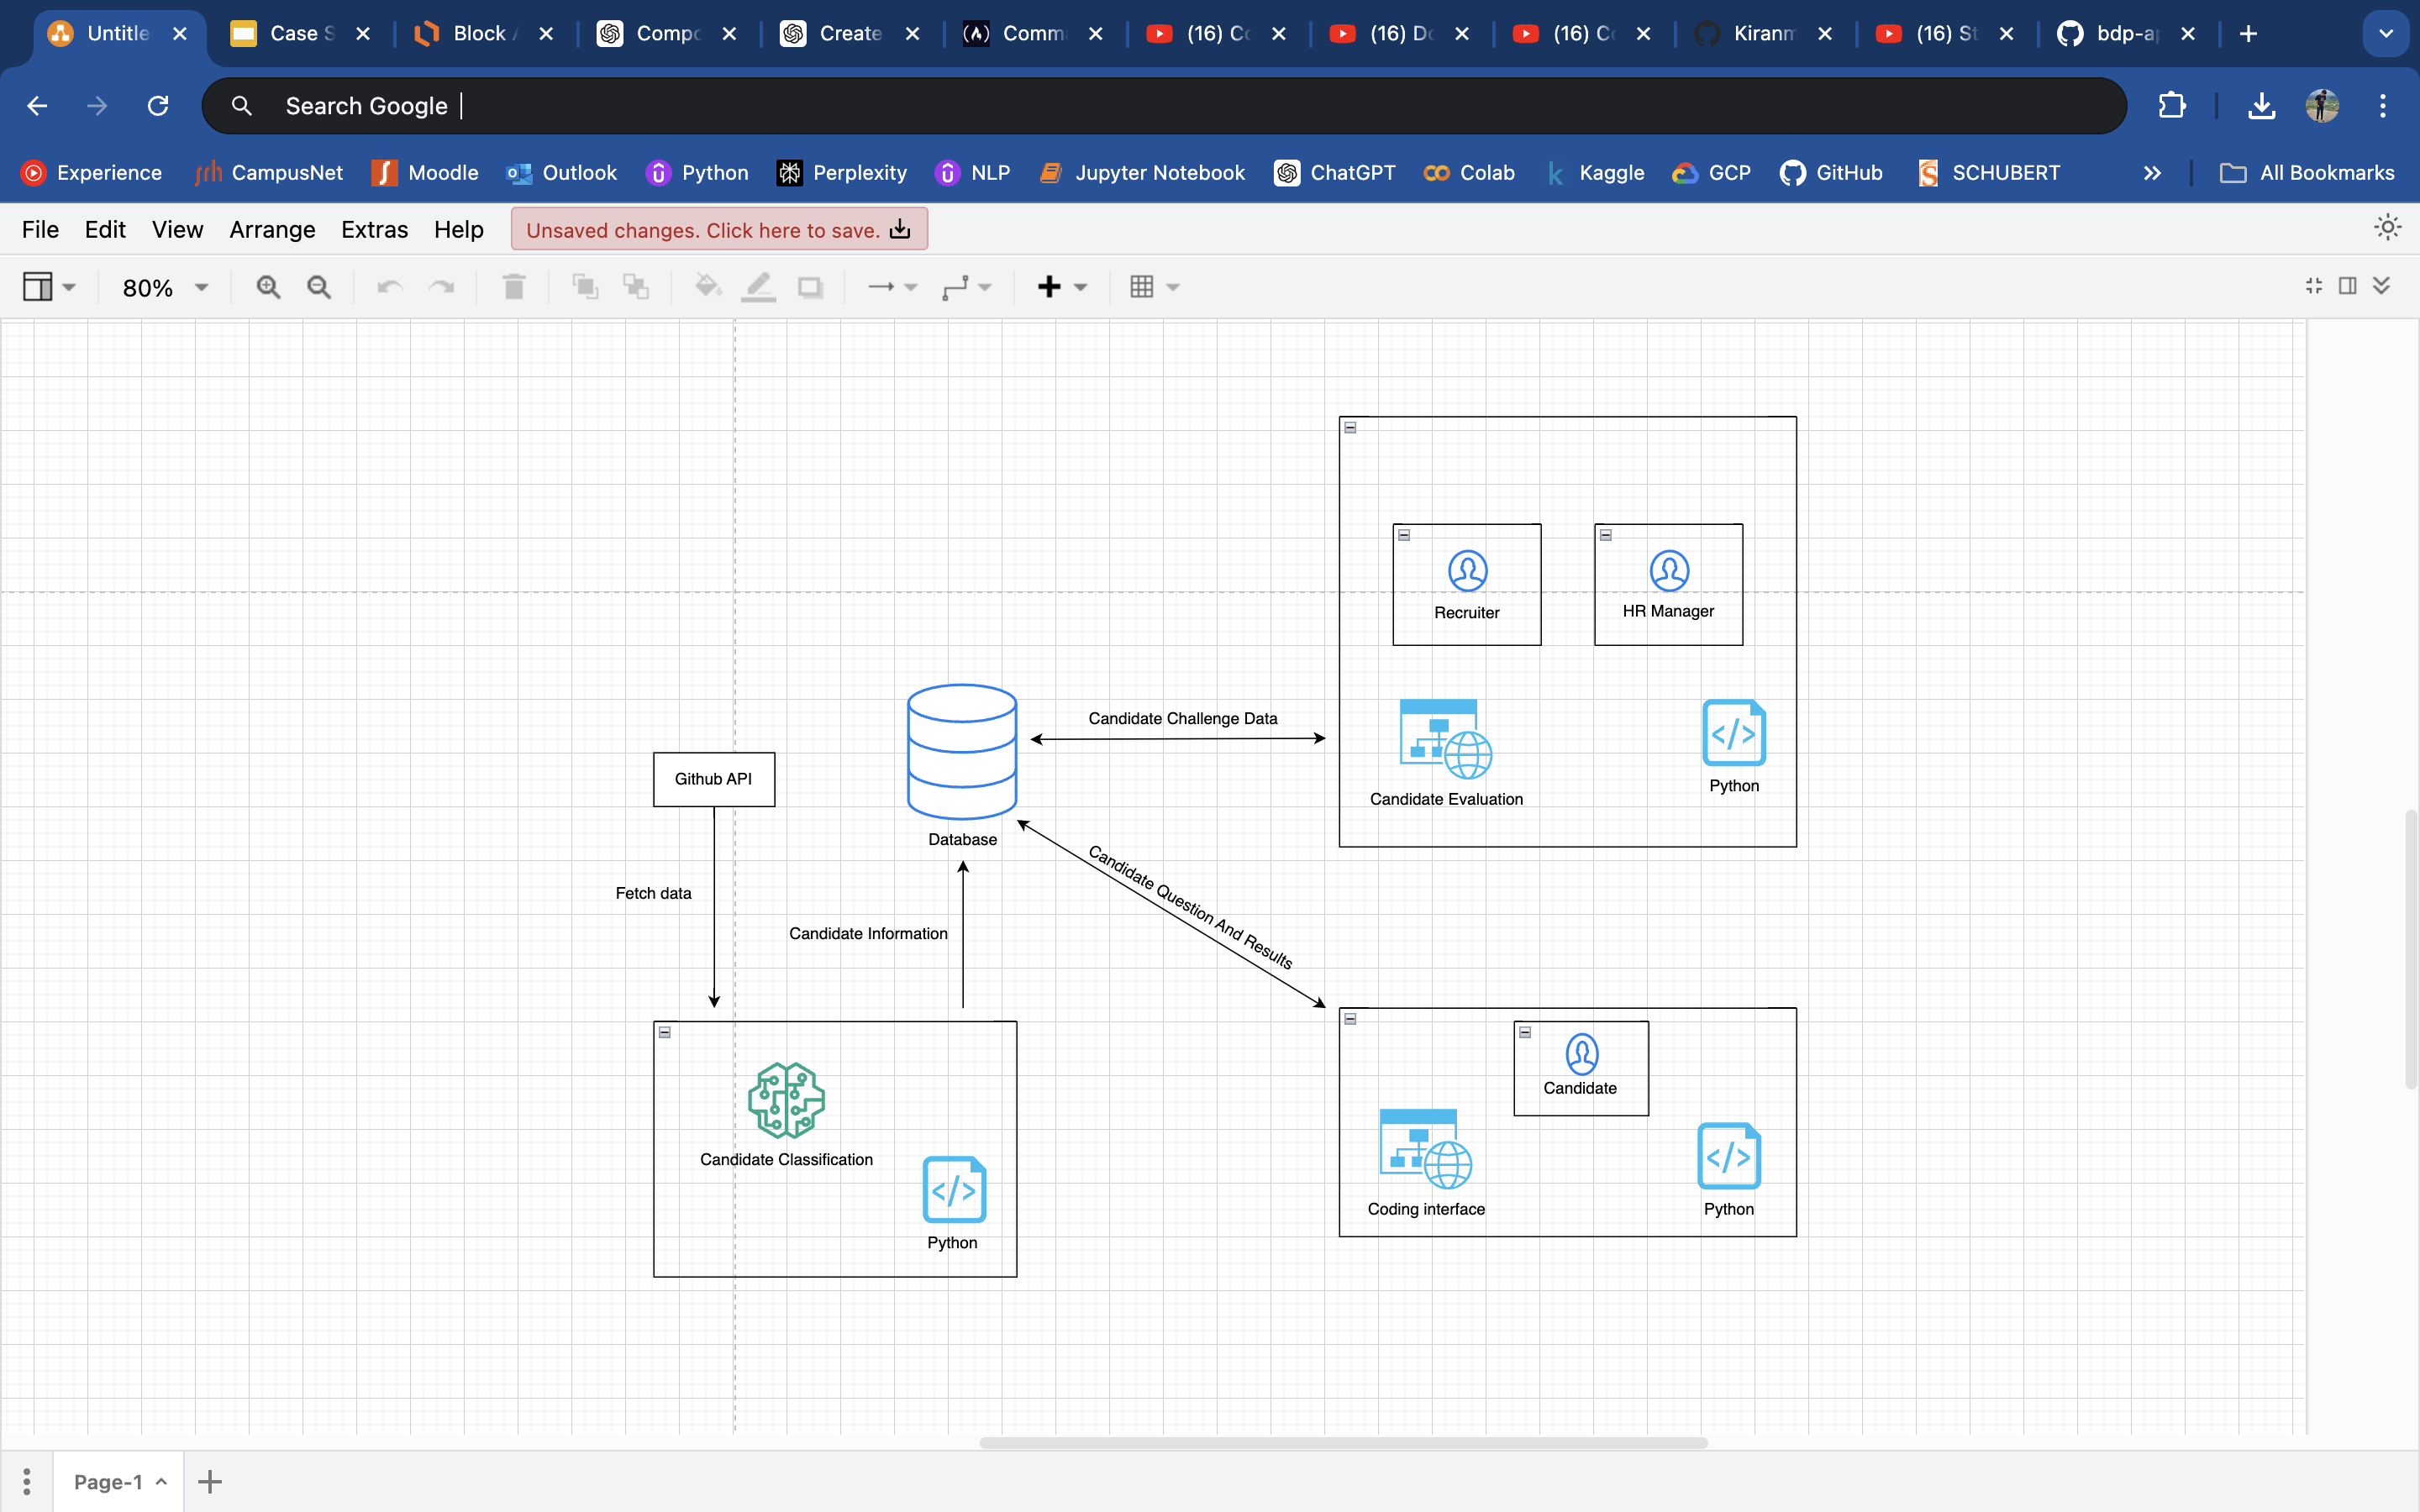 Untitle
Case S
Block
Compo
Create
Comm
(16) Co
(16) Do
(16) Co
Kiranm
(16) St
bdp-ap
Search Google
Experience
CampusNet
Moodle
Outlook
Python
Perplexity
NLP
Jupyter Notebook
ChatGPT
Colab
Kaggle
GCP
GitHub
SCHUBERT
All Bookmarks
File Edit View Arrange Extras Help
Unsaved changes. Click here to save.
80%
Recruiter
HR Manager
Candidate Challenge Data
Github API
Python
Candidate Evaluation
Database
Candidate Question And Results
Fetch data
Candidate Information
Candidate
Candidate Classification
Coding interface
Python
Python
Page-1